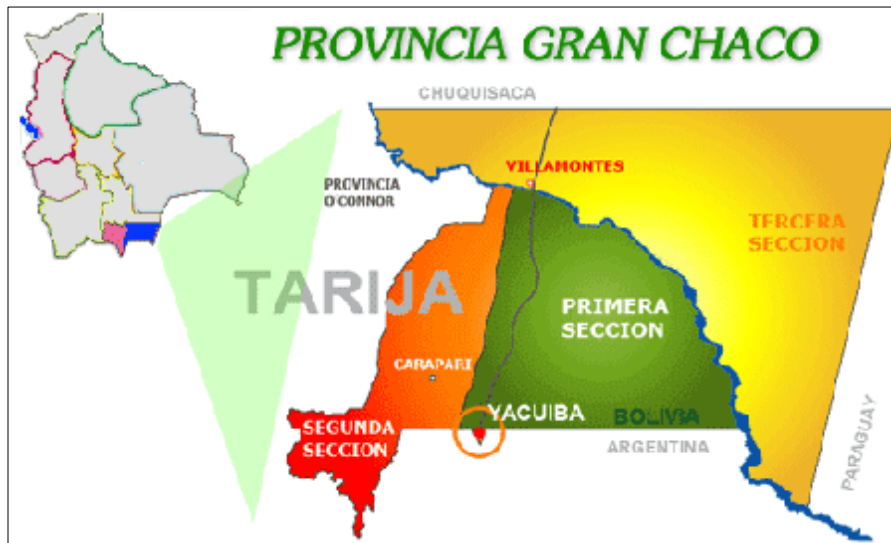 PROVINCIA GRAN CHACO
CHUQUISACA
VILLAMONTES
PROVINCIA
O'CONNOR
TERCERA
SECCION
TARIJA
PRIMERA
SECCION
CARAPARI
YACUIBA
BOLIVIA
SEGUNDA
SECCION
ARGENTINA
PARAGUAY